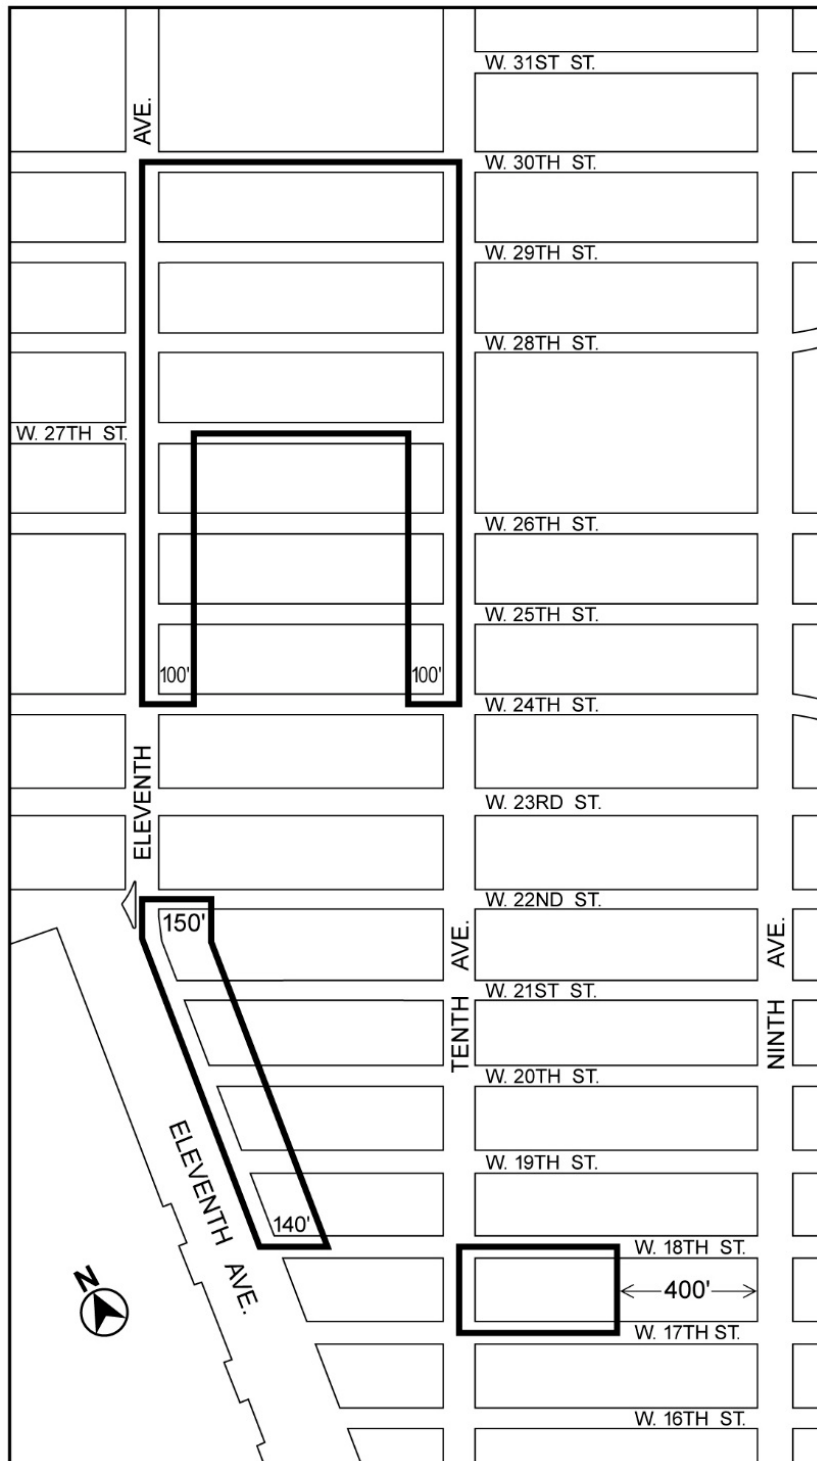 W. 31ST ST.
AVE.
W. 30TH ST.
W. 29TH ST.
W. 28TH ST.
W. 27TH ST.
W. 26TH ST.
W. 25TH ST.
100'
100'
W. 24TH ST.
ELEVENTH
W. 23RD ST.
W. 22ND ST.
150'
AVE.
AVE.
W. 21ST ST.
TENTH
NINTH
W. 20TH ST.
W. 19TH ST.
ELEVENTH AVE.
140'
W. 18TH ST.
N
400'
W. 17TH ST.
W. 16TH ST.